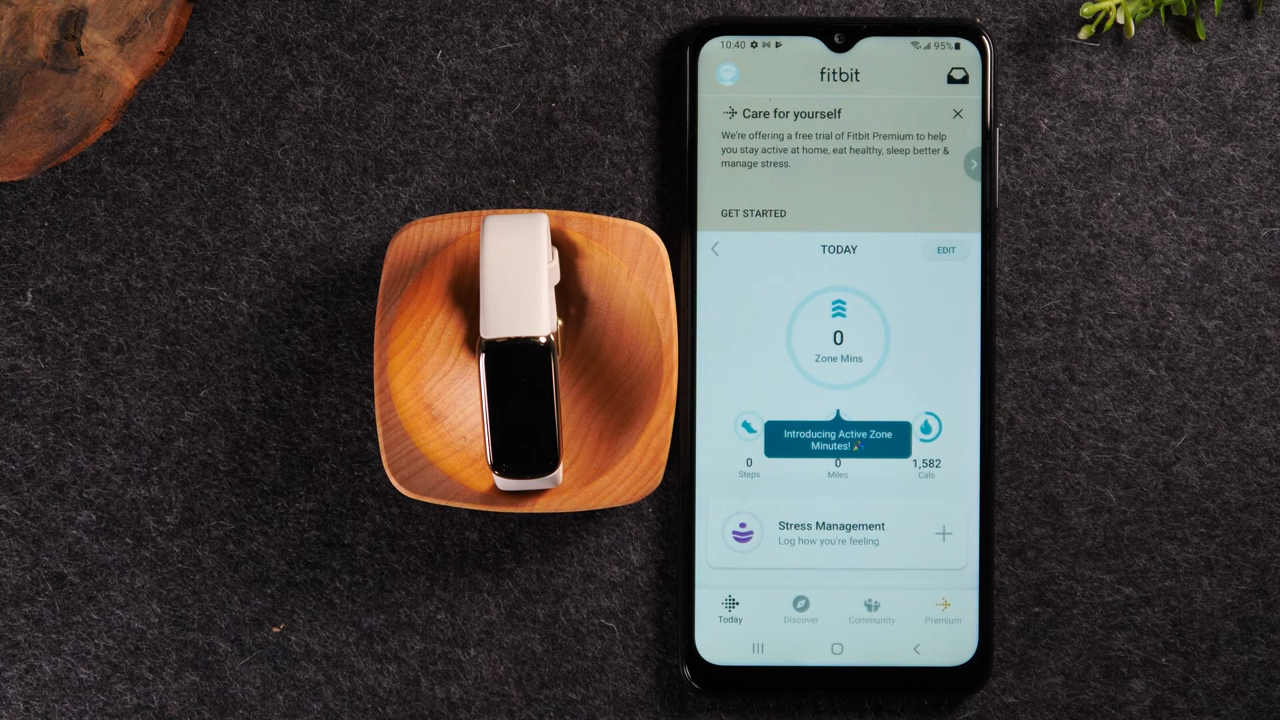 10:40 95%
fitbit
Care for yourself
We're offering a free trial of Fitbit Premium to help
you stay active at home, eat healthy, sleep better &
manage stress.
GET STARTED
TODAY EDIT
0
Zone Mins
Introducing Active Zone
Minutes! 🎉
0 0 1,582
Steps Miles Cals
Stress Management
Log how you're feeling
Today Discover Community Premium